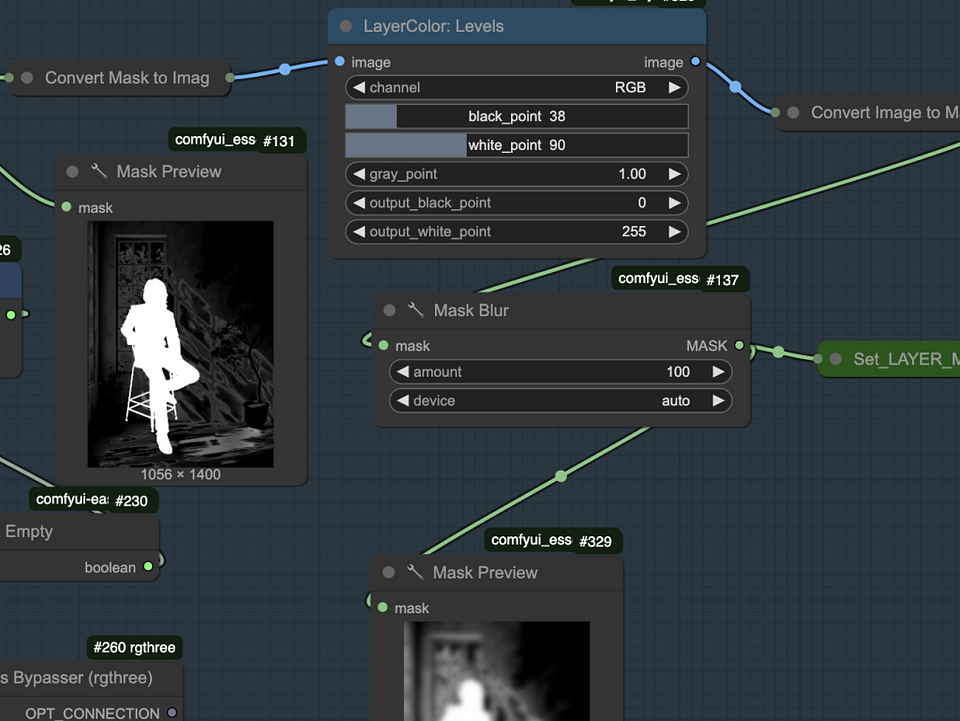 LayerColor: Levels
Convert Mask to Imag
image
image
channel
RGB
Convert Image to M
black_point 38
comfyui_ess #131
white_point 90
Mask Preview
gray_point
1.00
mask
output_black_point
0
output_white_point
255
26
comfyui_ess #137
Mask Blur
mask
MASK
Set_LAYER_M
amount
100
device
auto
1056 × 1400
comfyui-ea #230
Empty
comfyui_ess #329
boolean
Mask Preview
mask
#260 rgthree
s Bypasser (rgthree)
OPT_CONNECTION